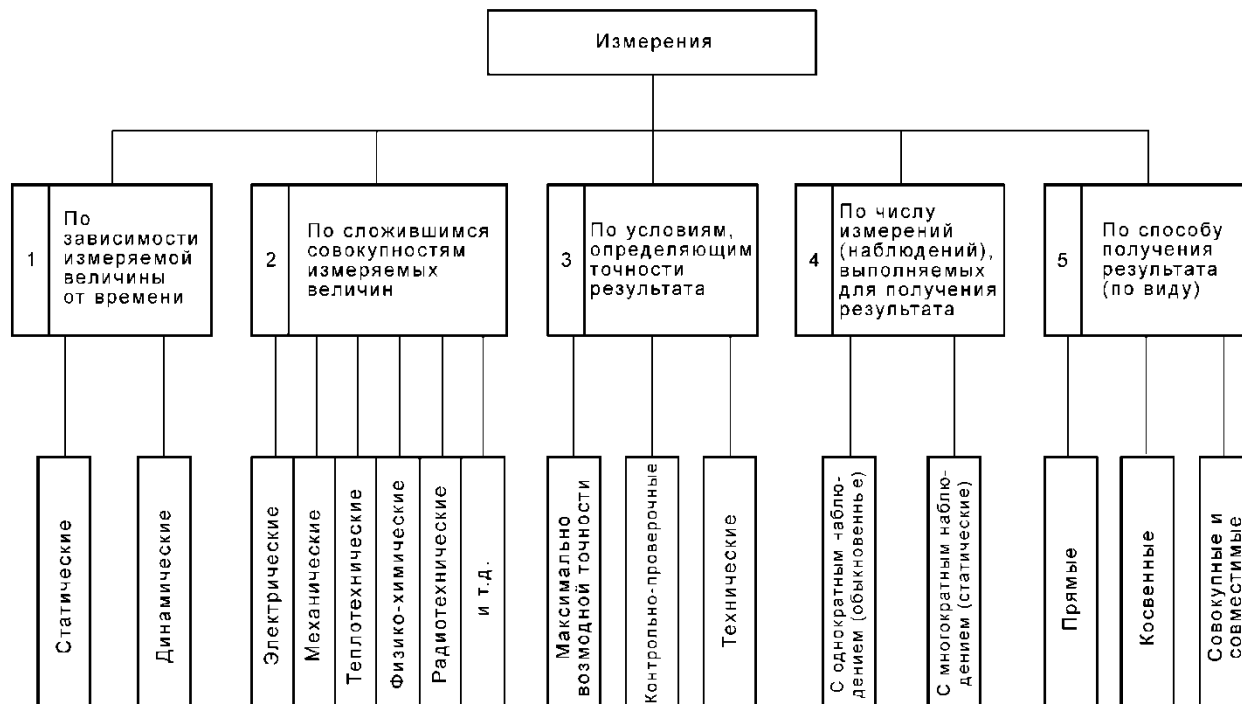 Измерения
1
По
зависимости
измеряемой
величины
от времени
2
По сложившимся
совокупностям
измеряемых
величин
3
По условиям,
определяющим
точности
результата
4
По числу
измерений
(наблюдений),
выполняемых
для получения
результата
5
По способу
получения
результата
(по виду)
Статические
Динамические
Электрические
Механические
Теплотехнические
Физико-химические
Радиотехнические
и т.д.
Максимально
возмодной точности
Контрольно-проверочные
Технические
С однократным наблю-
дением (обыкновенные)
С многократным наблю-
дением (статические)
Прямые
Косвенные
Совокупные и
совместимые